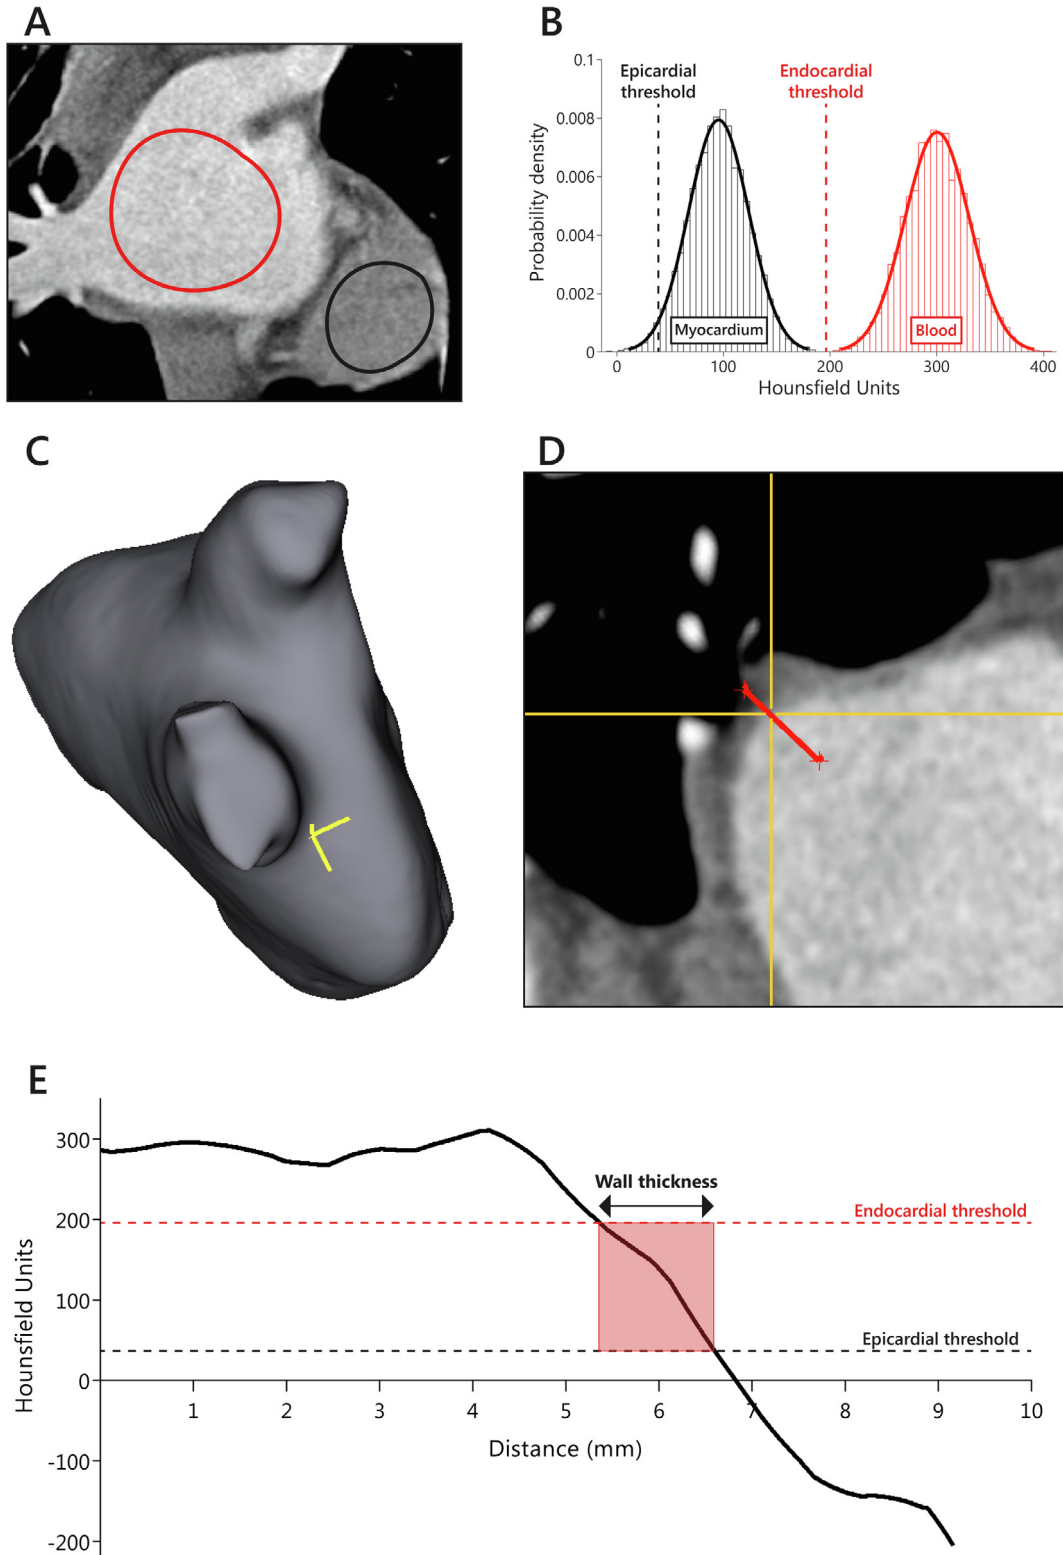 A
B
0.1
0.008
0.006
0.004
0.002
0
Probability density
Epicardial
threshold
Endocardial
threshold
Myocardium
Blood
0
100
200
300
400
Hounsfield Units
C
D
E
300
200
100
0
-100
-200
Hounsfield Units
Wall thickness
Endocardial threshold
Epicardial threshold
1
2
3
4
5
6
7
8
9
10
Distance (mm)